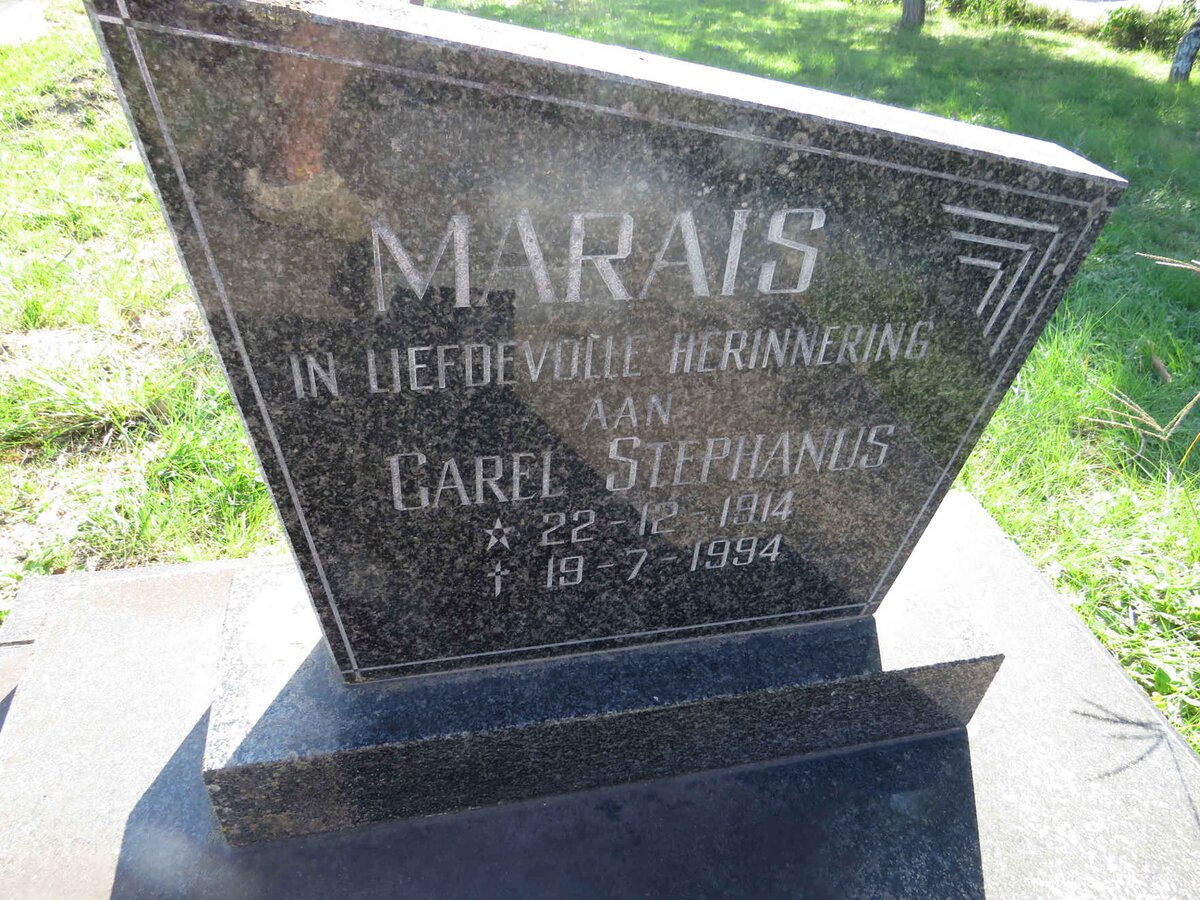 MARAIS
IN LIEFDEVOLLE HERINNERING
AAN
CAREL STEPHANUS
☆ 22-12-1914
† 19-7-1994